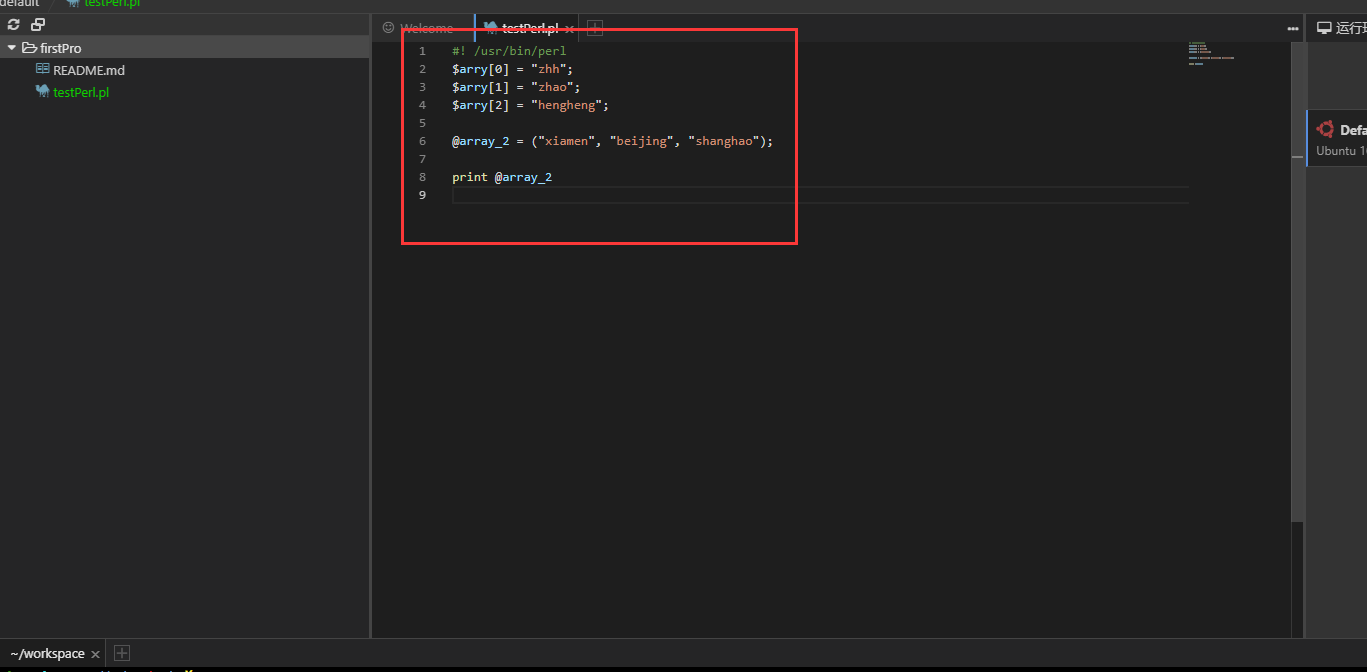 default
testPerl.pl
Welcome
testPerl.pl
运行环
firstPro
README.md
testPerl.pl
1 #! /usr/bin/perl
2 $arry[0] = "zhh";
3 $arry[1] = "zhao";
4 $arry[2] = "hengheng";
5
6 @array_2 = ("xiamen", "beijing", "shanghao");
7
8 print @array_2
9
Defa
Ubuntu 1
~/workspace